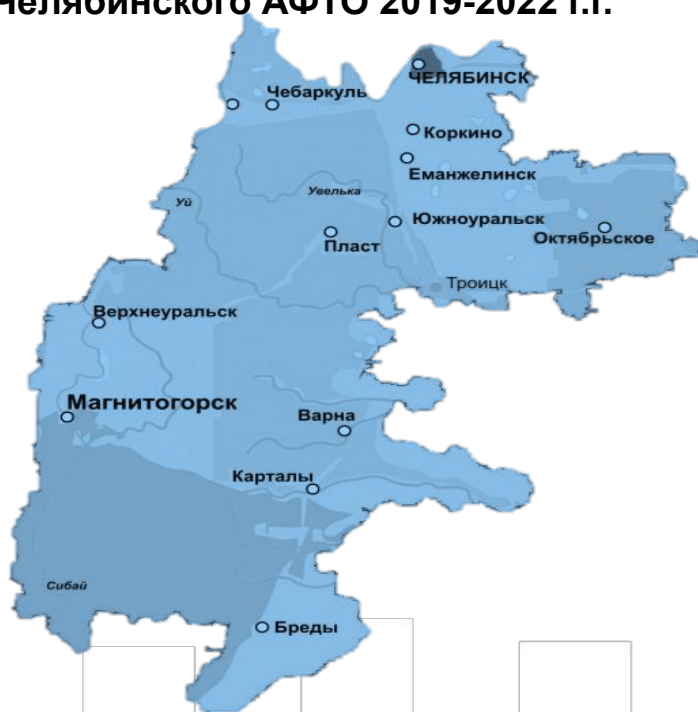 Челябинского АФТО 2019-2022 г.г.
ЧЕЛЯБИНСК
Чебаркуль
Коркино
Еманжелинск
Увелька
Уй
Южноуральск
Октябрьское
Пласт
Троицк
Верхнеуральск
Магнитогорск
Варна
Карталы
Сибай
Бреды